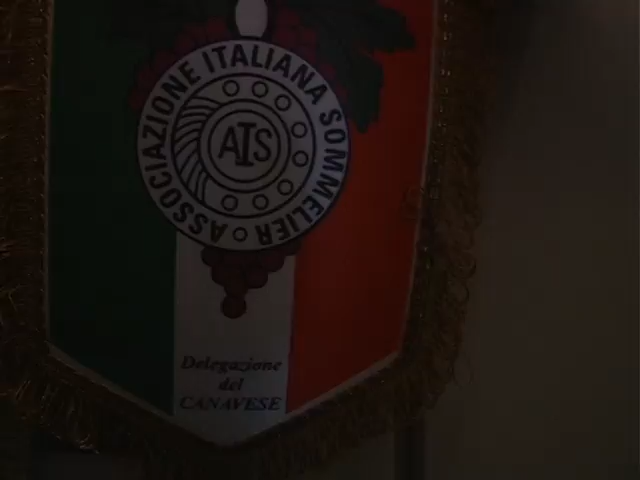 ASSOCIAZIONE ITALIANA SOMMELIER
AIS
Delegazione
del
CANAVESE